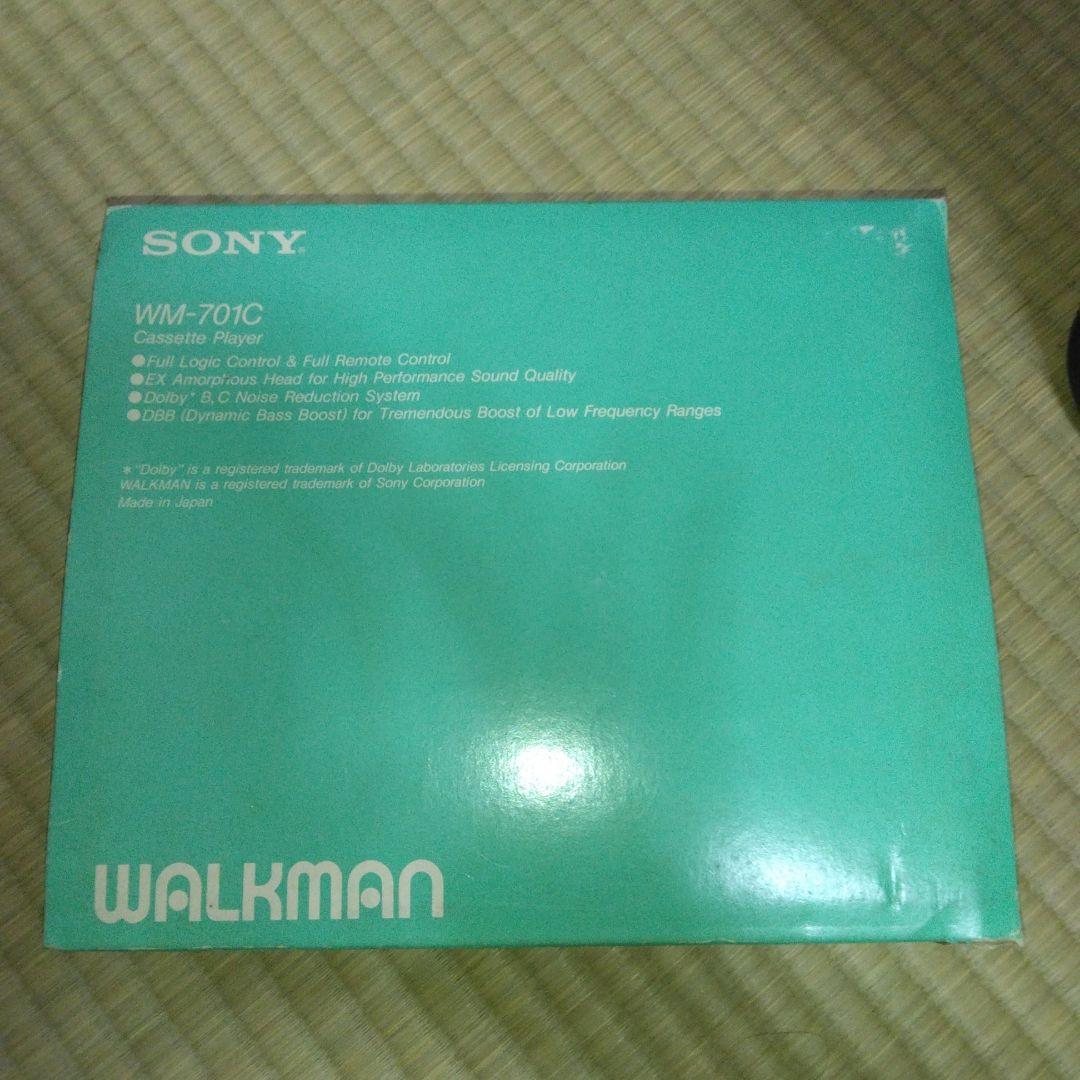 SONY®
WM-701C
Cassette Player
●Full Logic Control & Full Remote Control
●EX Amorphous Head for High Performance Sound Quality
●Dolby* B, C Noise Reduction System
●DBB (Dynamic Bass Boost) for Tremendous Boost of Low Frequency Ranges
* "Dolby" is a registered trademark of Dolby Laboratories Licensing Corporation
WALKMAN is a registered trademark of Sony Corporation
Made in Japan
WALKMAN